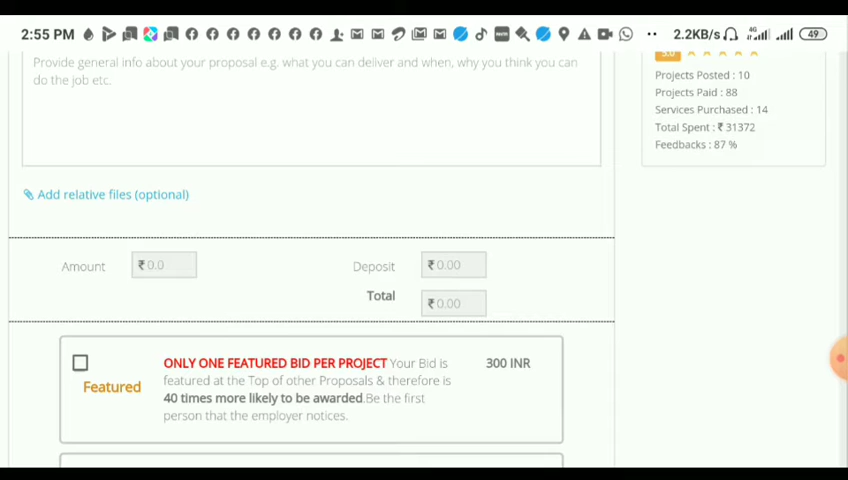 2:55 PM 2.2KB/s 4G 49
Provide general info about your proposal e.g. what you can deliver and when, why you think you can
do the job etc.
5.0
Projects Posted : 10
Projects Paid : 88
Services Purchased : 14
Total Spent : ₹ 31372
Feedbacks : 87 %
Add relative files (optional)
Amount ₹ 0.0 Deposit ₹ 0.00
Total ₹ 0.00
ONLY ONE FEATURED BID PER PROJECT Your Bid is 300 INR
featured at the Top of other Proposals & therefore is
Featured
40 times more likely to be awarded.Be the first
person that the employer notices.